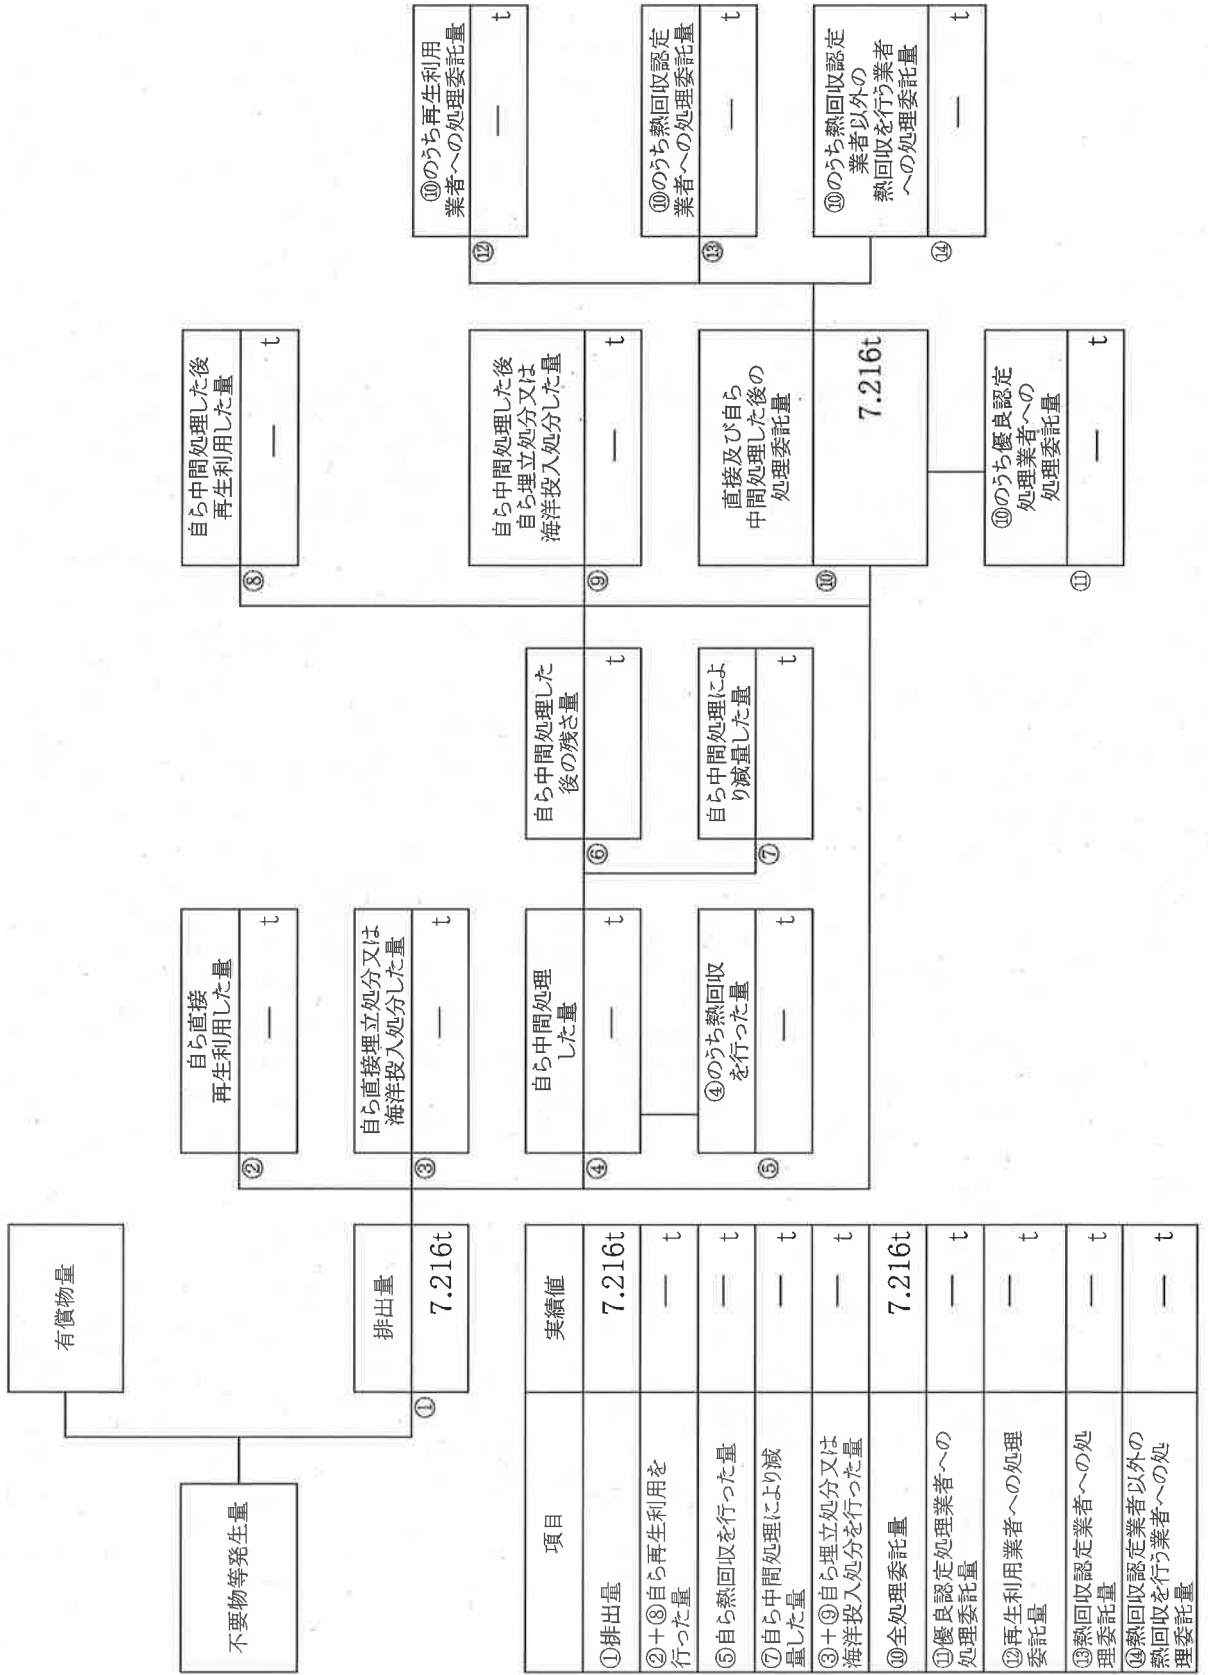 不要物等発生量
有償物量
排出量
①
7.216t
②
自ら直接
再生利用した量
— t
③
自ら直接埋立処分又は
海洋投入処分した量
— t
④
自ら中間処理
した量
— t
⑤
④のうち熱回収
を行った量
— t
⑥
自ら中間処理した
後の残さ量
t
⑦
自ら中間処理によ
り減量した量
t
⑧
自ら中間処理した後
再生利用した量
— t
⑨
自ら中間処理した後
自ら埋立処分又は
海洋投入処分した量
— t
⑩
直接及び自ら
中間処理した後の
処理委託量
7.216t
⑪
⑩のうち優良認定
処理業者への
処理委託量
— t
⑫
⑩のうち再生利用
業者への処理委託量
— t
⑬
⑩のうち熱回収認定
業者への処理委託量
— t
⑭
⑩のうち熱回収認定
業者以外の
熱回収を行う業者
への処理委託量
— t
項目 実績値
①排出量 7.216t
②+⑧自ら再生利用を
行った量 — t
⑤自ら熱回収を行った量 — t
⑦自ら中間処理により減
量した量 — t
③+⑨自ら埋立処分又は
海洋投入処分を行った量 — t
⑩全処理委託量 7.216t
⑪優良認定処理業者への
処理委託量 — t
⑫再生利用業者への処理
委託量 — t
⑬熱回収認定業者への処
理委託量 — t
⑭熱回収認定業者以外の
熱回収を行う業者への処
理委託量 — t